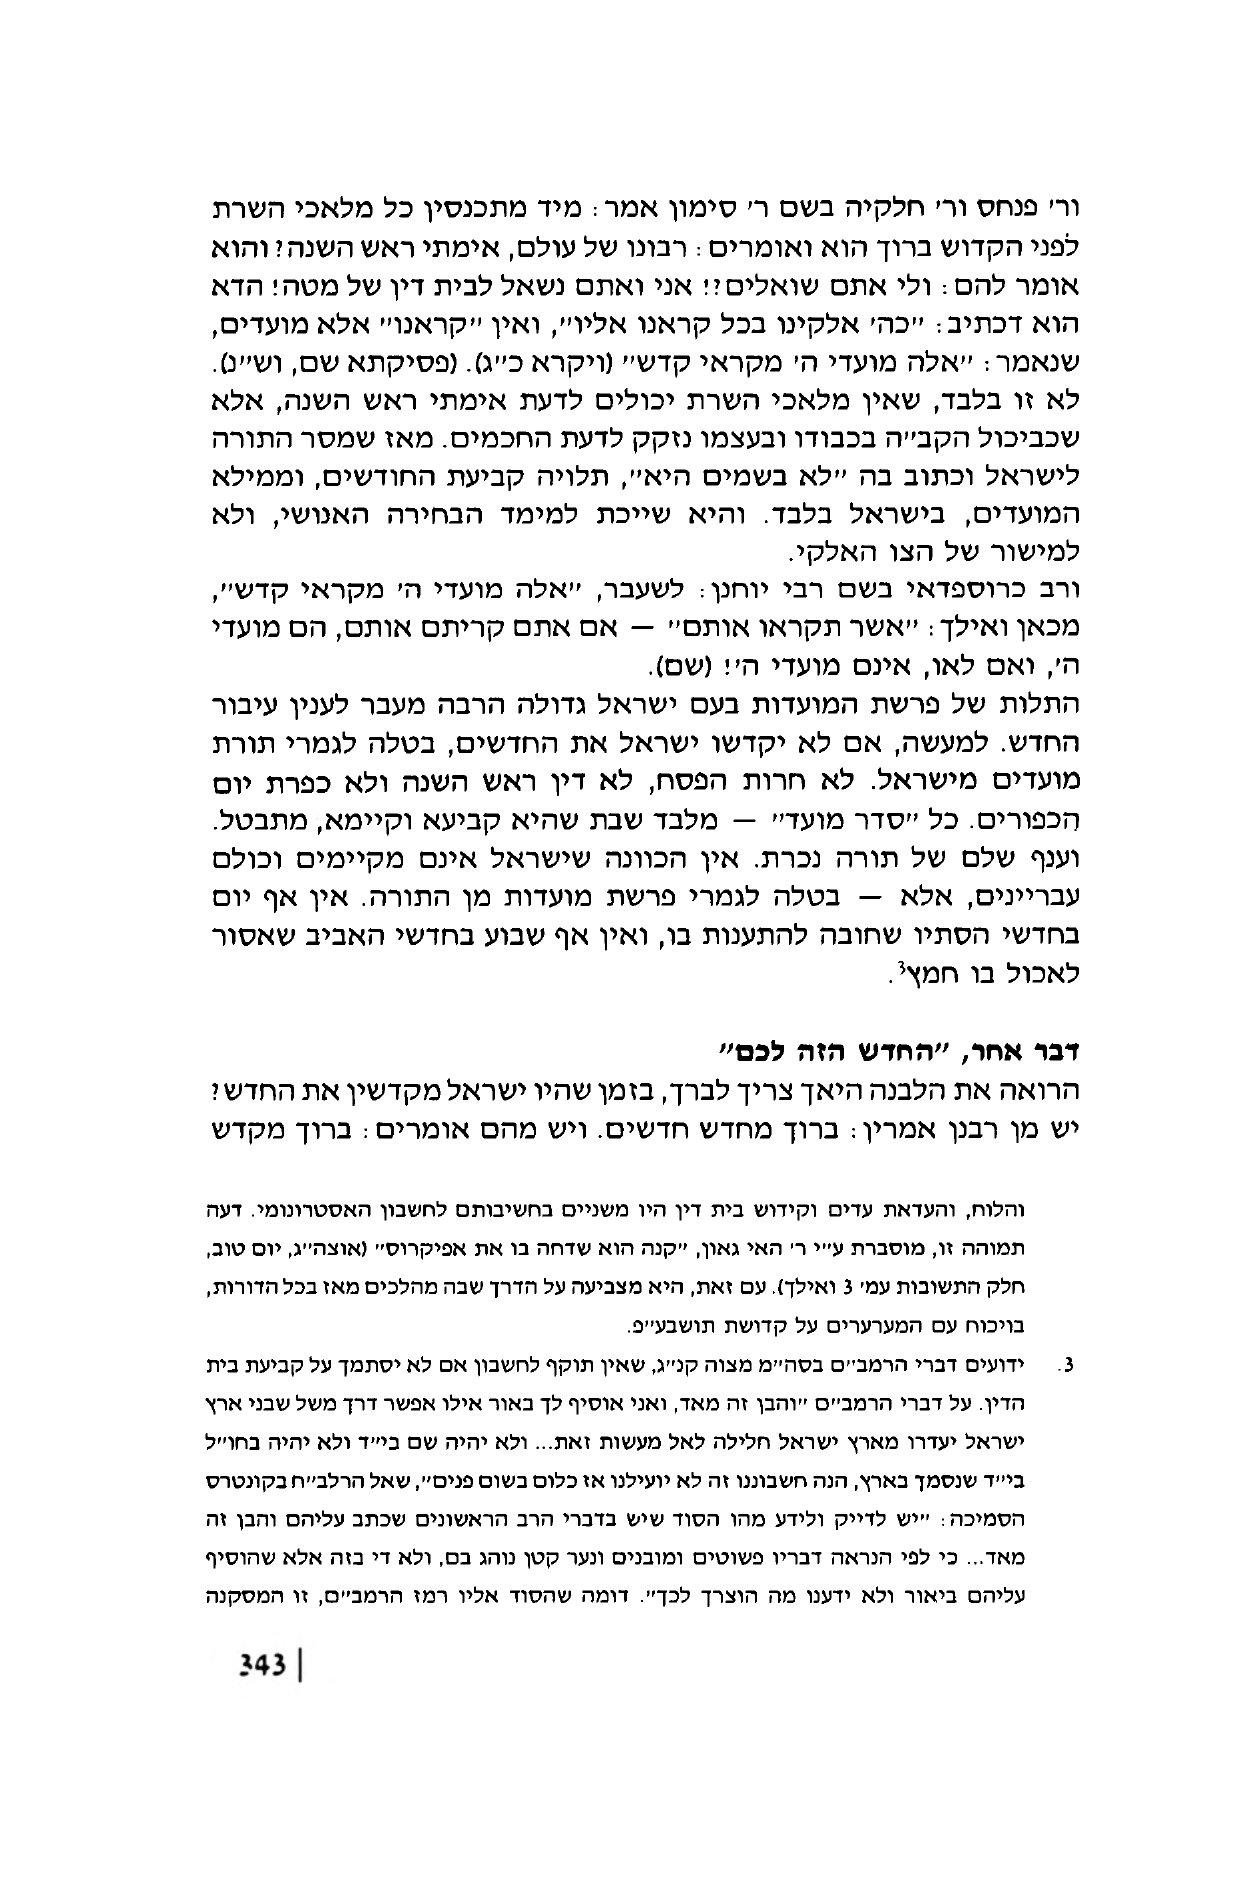 ור׳ פנחס ור׳ חלקיה בשם ר׳ סימון אמר: מיד מתכנסין כל מלאכי השרת
לפני הקדוש ברוך הוא ואומרים: רבונו של עולם, אימתי ראש השנה? והוא
אומר להם: ולי אתם שואלים?! אני ואתם נשאל לבית דין של מטה! הדא
הוא דכתיב: ״כה׳ אלקינו בכל קראנו אליו״, ואין ״קראנו״ אלא מועדים,
שנאמר: ״אלה מועדי ה׳ מקראי קדש״ (ויקרא כ״ג). (פסיקתא שם, וש״נ).
לא זו בלבד, שאין מלאכי השרת יכולים לדעת אימתי ראש השנה, אלא
שכביכול הקב״ה בכבודו ובעצמו נזקק לדעת החכמים. מאז שמסר התורה
לישראל וכתוב בה ״לא בשמים היא״, תלויה קביעת החודשים, וממילא
המועדים, בישראל בלבד. והיא שייכת למימד הבחירה האנושי, ולא
למישור של הצו האלקי.
ורב כרוספדאי בשם רבי יוחנן: לשעבר, ״אלה מועדי ה׳ מקראי קדש״,
מכאן ואילך: ״אשר תקראו אותם״ — אם אתם קריתם אותם, הם מועדי
ה׳, ואם לאו, אינם מועדי ה׳! (שם).
התלות של פרשת המועדות בעם ישראל גדולה הרבה מעבר לענין עיבור
החדש. למעשה, אם לא יקדשו ישראל את החדשים, בטלה לגמרי תורת
מועדים מישראל. לא חרות הפסח, לא דין ראש השנה ולא כפרת יום
הכפורים. כל ״סדר מועד״ — מלבד שבת שהיא קביעא וקיימא, מתבטל.
וענף שלם של תורה נכרת. אין הכוונה שישראל אינם מקיימים וכולם
עבריינים, אלא — בטלה לגמרי פרשת מועדות מן התורה. אין אף יום
בחדשי הסתיו שחובה להתענות בו, ואין אף שבוע בחדשי האביב שאסור
לאכול בו חמץ³.
דבר אחר, ״החדש הזה לכם״
הרואה את הלבנה היאך צריך לברך, בזמן שהיו ישראל מקדשין את החדש?
יש מן רבנן אמרין: ברוך מחדש חדשים. ויש מהם אומרים: ברוך מקדש
והלוח, והעדאת עדים וקידוש בית דין היו משניים בחשיבותם לחשבון האסטרונומי. דעה
תמוהה זו, מוסברת ע״י ר׳ האי גאון, ״קנה הוא שדחה בו את אפיקרוס״ (אוצה״ג, יום טוב,
חלק התשובות עמ׳ 3 ואילך). עם זאת, היא מצביעה על הדרך שבה מהלכים מאז בכל הדורות,
בויכוח עם המערערים על קדושת תושבע״פ.
3. ידועים דברי הרמב״ם בסה״מ מצוה קנ״ג, שאין תוקף לחשבון אם לא יסתמך על קביעת בית
הדין. על דברי הרמב״ם ״והבן זה מאד, ואני אוסיף לך באור אילו אפשר דרך משל שבני ארץ
ישראל יעדרו מארץ ישראל חלילה לאל מעשות זאת... ולא יהיה שם בי״ד ולא יהיה בחו״ל
בי״ד שנסמך בארץ, הנה חשבוננו זה לא יועילנו אז כלום בשום פנים״, שאל הרלב״ח בקונטרס
הסמיכה: ״יש לדייק ולידע מהו הסוד שיש בדברי הרב הראשונים שכתב עליהם והבן זה
מאד... כי לפי הנראה דבריו פשוטים ומובנים ונער קטן נוהג בם, ולא די בזה אלא שהוסיף
עליהם ביאור ולא ידענו מה הוצרך לכך״. דומה שהסוד אליו רמז הרמב״ם, זו המסקנה
343 |